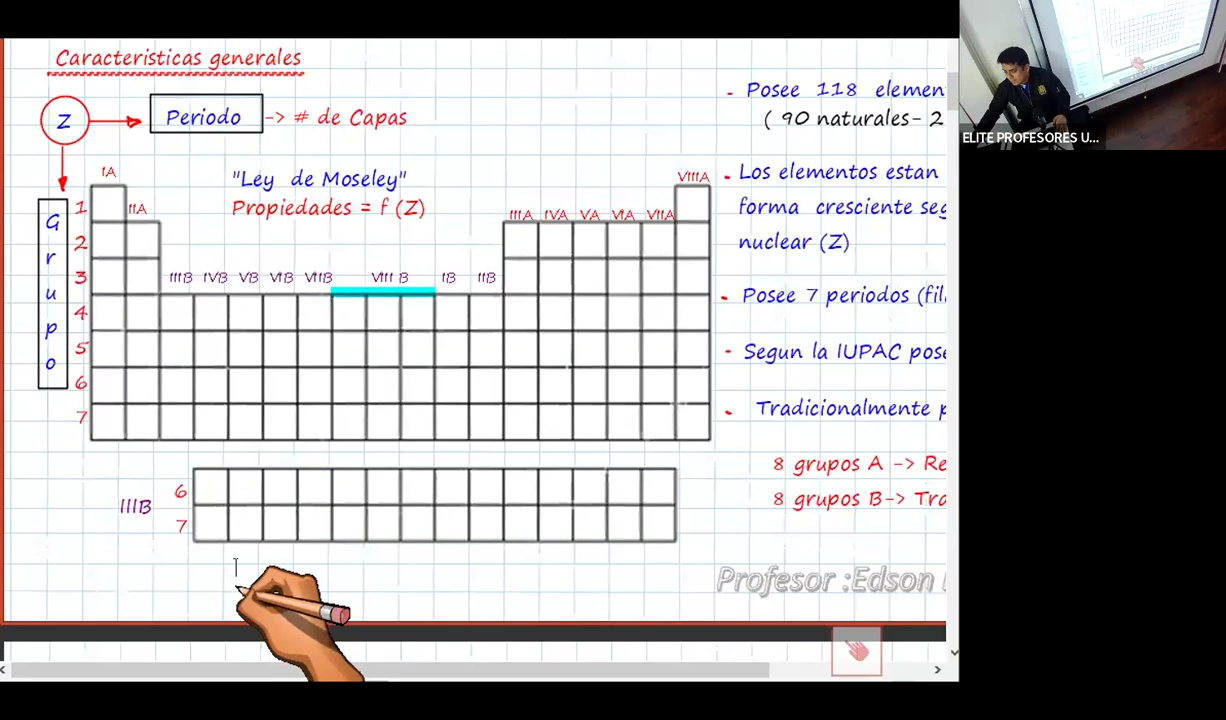 Caracteristicas generales
Z
Periodo
-> # de Capas
Grupo
"Ley de Moseley"
Propiedades = f (Z)
IA
IIA
IIIB IVB VB VIB VIIB VIII B IB IIB
IIIA IVA VA VIA VIIA
VIIIA
1
2
3
4
5
6
7
IIIB
6
7
- Posee 118 elemen
( 90 naturales- 2
Los elementos estan
forma cresciente seg
nuclear (Z)
- Posee 7 periodos (fil
- Segun la IUPAC pose
- Tradicionalmente p
8 grupos A -> Re
8 grupos B-> Tra
Profesor :Edson
ELITE PROFESORES U...